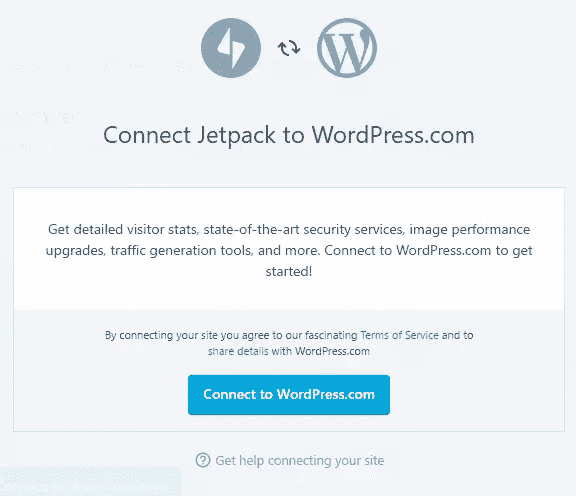 Connect Jetpack to WordPress.com
Get detailed visitor stats, state-of-the-art security services, image performance
upgrades, traffic generation tools, and more. Connect to WordPress.com to get
started!
By connecting your site you agree to our fascinating Terms of Service and to
share details with WordPress.com
Connect to WordPress.com
Get help connecting your site